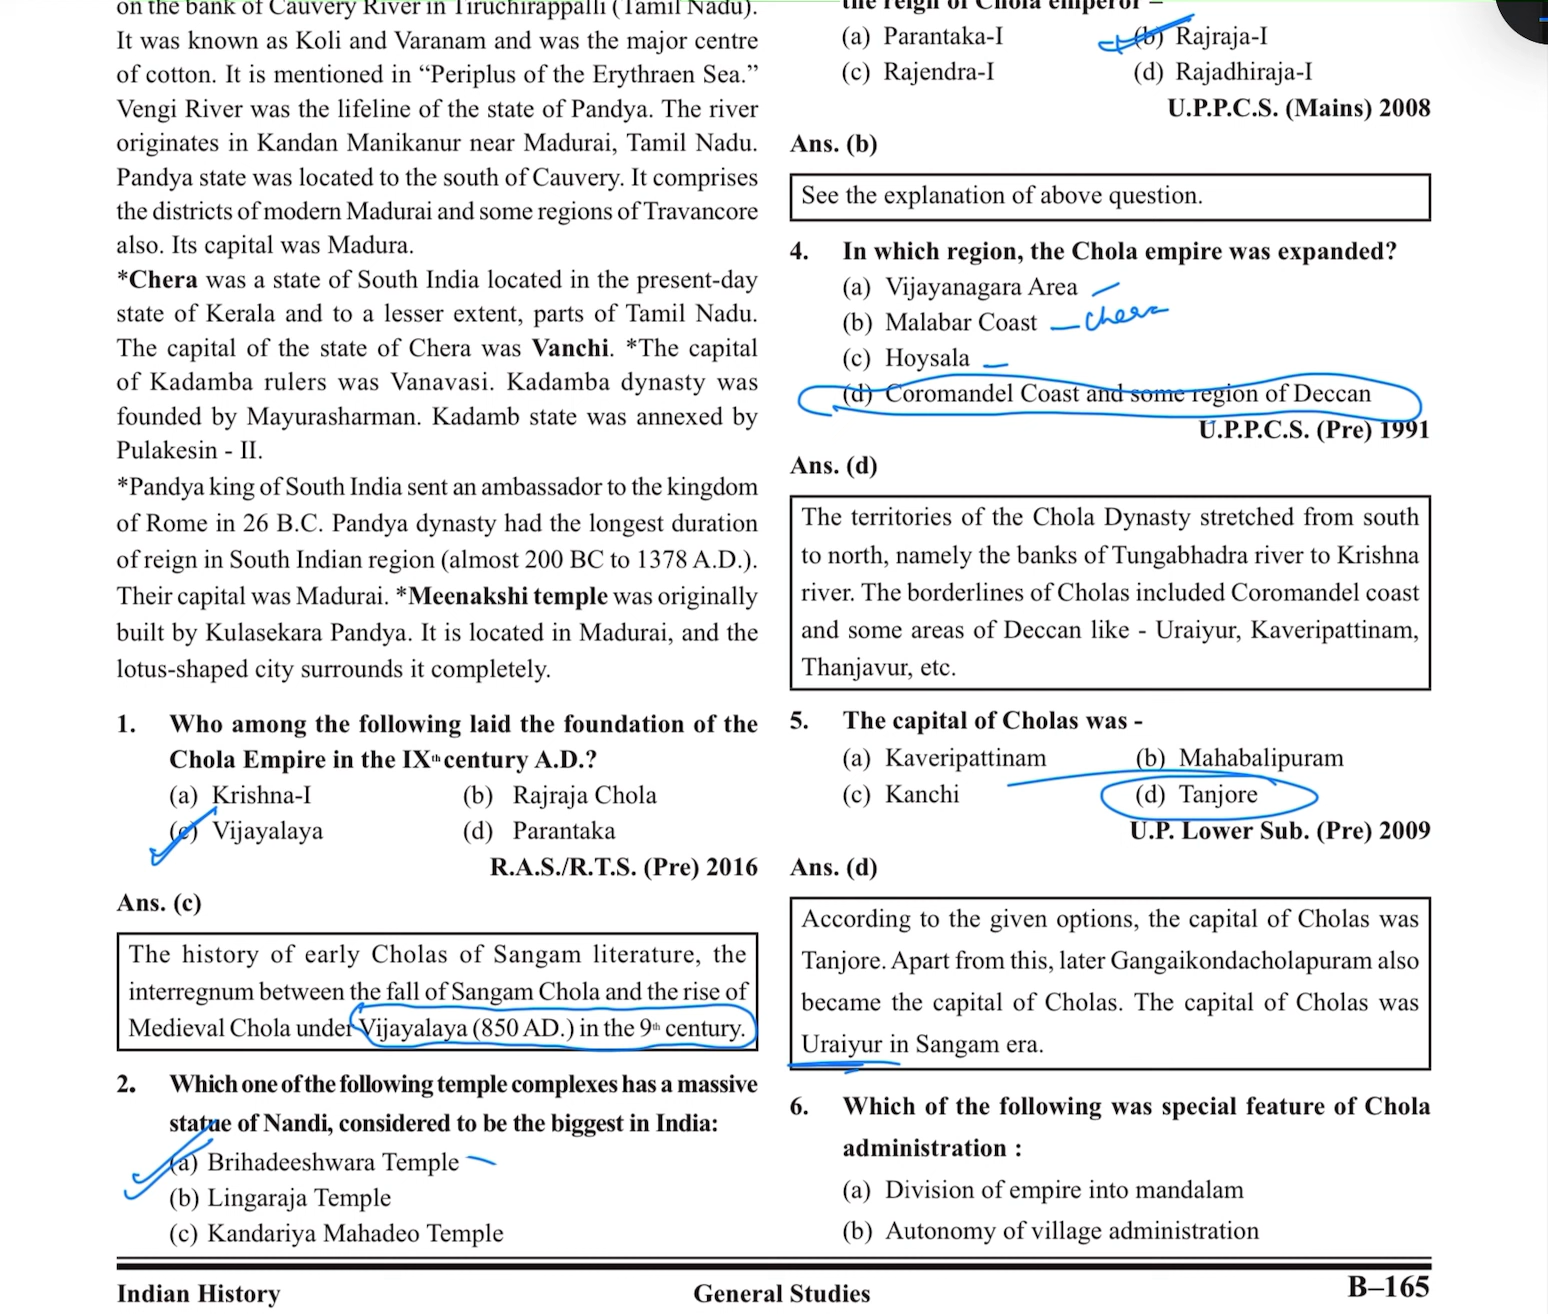 on the bank of Cauvery River in Tiruchirappalli (Tamil Nadu).
It was known as Koli and Varanam and was the major centre
of cotton. It is mentioned in “Periplus of the Erythraen Sea.”
Vengi River was the lifeline of the state of Pandya. The river
originates in Kandan Manikanur near Madurai, Tamil Nadu.
Pandya state was located to the south of Cauvery. It comprises
the districts of modern Madurai and some regions of Travancore
also. Its capital was Madura.
*Chera was a state of South India located in the present-day
state of Kerala and to a lesser extent, parts of Tamil Nadu.
The capital of the state of Chera was Vanchi. *The capital
of Kadamba rulers was Vanavasi. Kadamba dynasty was
founded by Mayurasharman. Kadamb state was annexed by
Pulakesin - II.
*Pandya king of South India sent an ambassador to the kingdom
of Rome in 26 B.C. Pandya dynasty had the longest duration
of reign in South Indian region (almost 200 BC to 1378 A.D.).
Their capital was Madurai. *Meenakshi temple was originally
built by Kulasekara Pandya. It is located in Madurai, and the
lotus-shaped city surrounds it completely.
1. Who among the following laid the foundation of the
Chola Empire in the IXth century A.D.?
(a) Krishna-I (b) Rajraja Chola
(c) Vijayalaya (d) Parantaka
R.A.S./R.T.S. (Pre) 2016
Ans. (c)
The history of early Cholas of Sangam literature, the
interregnum between the fall of Sangam Chola and the rise of
Medieval Chola under Vijayalaya (850 AD.) in the 9th century.
2. Which one of the following temple complexes has a massive
statue of Nandi, considered to be the biggest in India:
(a) Brihadeeshwara Temple
(b) Lingaraja Temple
(c) Kandariya Mahadeo Temple
the reign of Chola emperor –
(a) Parantaka-I (b) Rajraja-I
(c) Rajendra-I (d) Rajadhiraja-I
U.P.P.C.S. (Mains) 2008
Ans. (b)
See the explanation of above question.
4. In which region, the Chola empire was expanded?
(a) Vijayanagara Area
(b) Malabar Coast – Chera
(c) Hoysala
(d) Coromandel Coast and some region of Deccan
U.P.P.C.S. (Pre) 1991
Ans. (d)
The territories of the Chola Dynasty stretched from south
to north, namely the banks of Tungabhadra river to Krishna
river. The borderlines of Cholas included Coromandel coast
and some areas of Deccan like - Uraiyur, Kaveripattinam,
Thanjavur, etc.
5. The capital of Cholas was -
(a) Kaveripattinam (b) Mahabalipuram
(c) Kanchi (d) Tanjore
U.P. Lower Sub. (Pre) 2009
Ans. (d)
According to the given options, the capital of Cholas was
Tanjore. Apart from this, later Gangaikondacholapuram also
became the capital of Cholas. The capital of Cholas was
Uraiyur in Sangam era.
6. Which of the following was special feature of Chola
administration :
(a) Division of empire into mandalam
(b) Autonomy of village administration
Indian History General Studies B–165